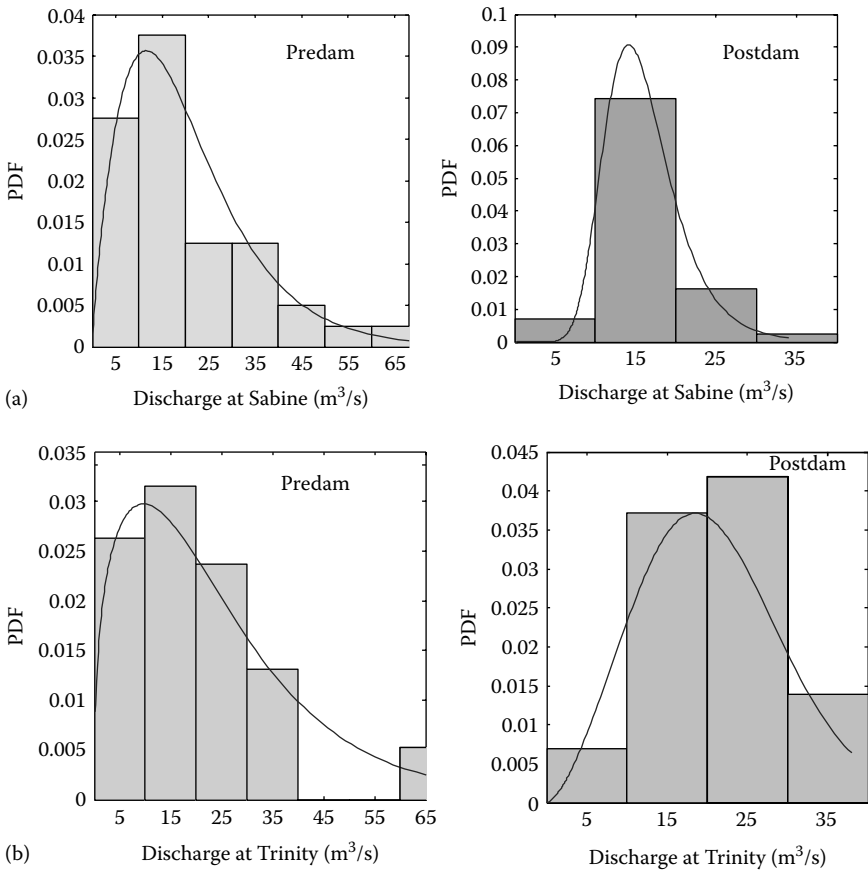 Predam
PDF
0.04
0.035
0.03
0.025
0.02
0.015
0.01
0.005
0
5 15 25 35 45 55 65
Discharge at Sabine (m³/s)
Postdam
PDF
0.1
0.09
0.08
0.07
0.06
0.05
0.04
0.03
0.02
0.01
0
5 15 25 35
Discharge at Sabine (m³/s)
(a)
Predam
PDF
0.035
0.03
0.025
0.02
0.015
0.01
0.005
0
5 15 25 35 45 55 65
Discharge at Trinity (m³/s)
Postdam
PDF
0.045
0.04
0.035
0.03
0.025
0.02
0.015
0.01
0.005
0
5 15 25 35
Discharge at Trinity (m³/s)
(b)